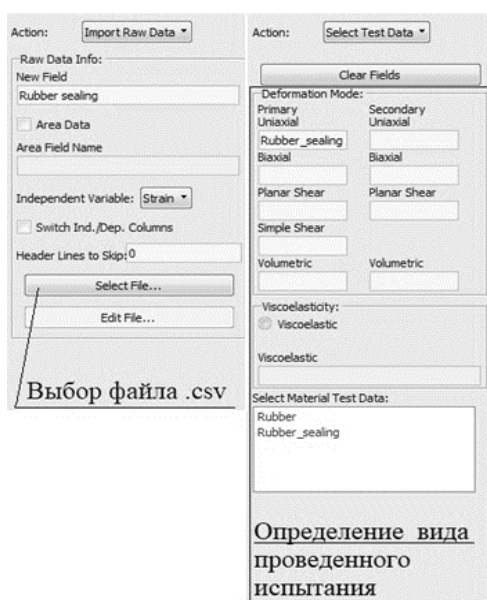 Action: Import Raw Data
Raw Data Info:
New Field
Rubber sealing
Area Data
Area Field Name
Independent Variable: Strain
Switch Ind./Dep. Columns
Header Lines to Skip: 0
Select File...
Edit File...
Выбор файла .csv
Action: Select Test Data
Clear Fields
Deformation Mode:
Primary Secondary
Uniaxial Uniaxial
Rubber_sealing
Biaxial Biaxial
Planar Shear Planar Shear
Simple Shear
Volumetric Volumetric
Viscoelasticity:
Viscoelastic
Viscoelastic
Select Material Test Data:
Rubber
Rubber_sealing
Определение вида
проведенного
испытания